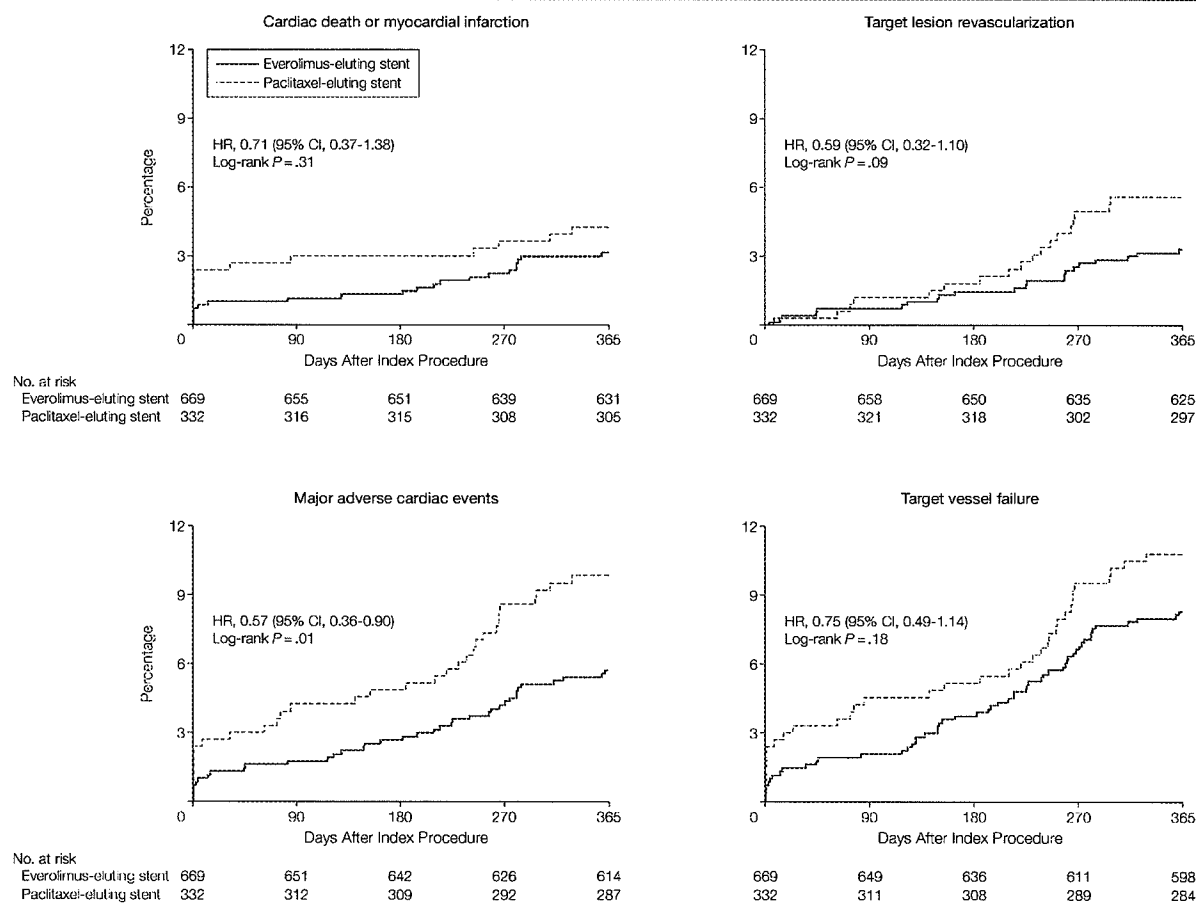 Cardiac death or myocardial infarction
12
9
6
3
Percentage
Everolimus-eluting stent
Paclitaxel-eluting stent
HR, 0.71 (95% CI, 0.37-1.38)
Log-rank P = .31
0 90 180 270 365
Days After Index Procedure
No. at risk
Everolimus-eluting stent 669 655 651 639 631
Paclitaxel-eluting stent 332 316 315 308 305
Target lesion revascularization
12
9
6
3
HR, 0.59 (95% CI, 0.32-1.10)
Log-rank P = .09
0 90 180 270 365
Days After Index Procedure
669 658 650 635 625
332 321 318 302 297
Major adverse cardiac events
12
9
6
3
Percentage
HR, 0.57 (95% CI, 0.36-0.90)
Log-rank P = .01
0 90 180 270 365
Days After Index Procedure
No. at risk
Everolimus-eluting stent 669 651 642 626 614
Paclitaxel-eluting stent 332 312 309 292 287
Target vessel failure
12
9
6
3
HR, 0.75 (95% CI, 0.49-1.14)
Log-rank P = .18
0 90 180 270 365
Days After Index Procedure
669 649 636 611 598
332 311 308 289 284